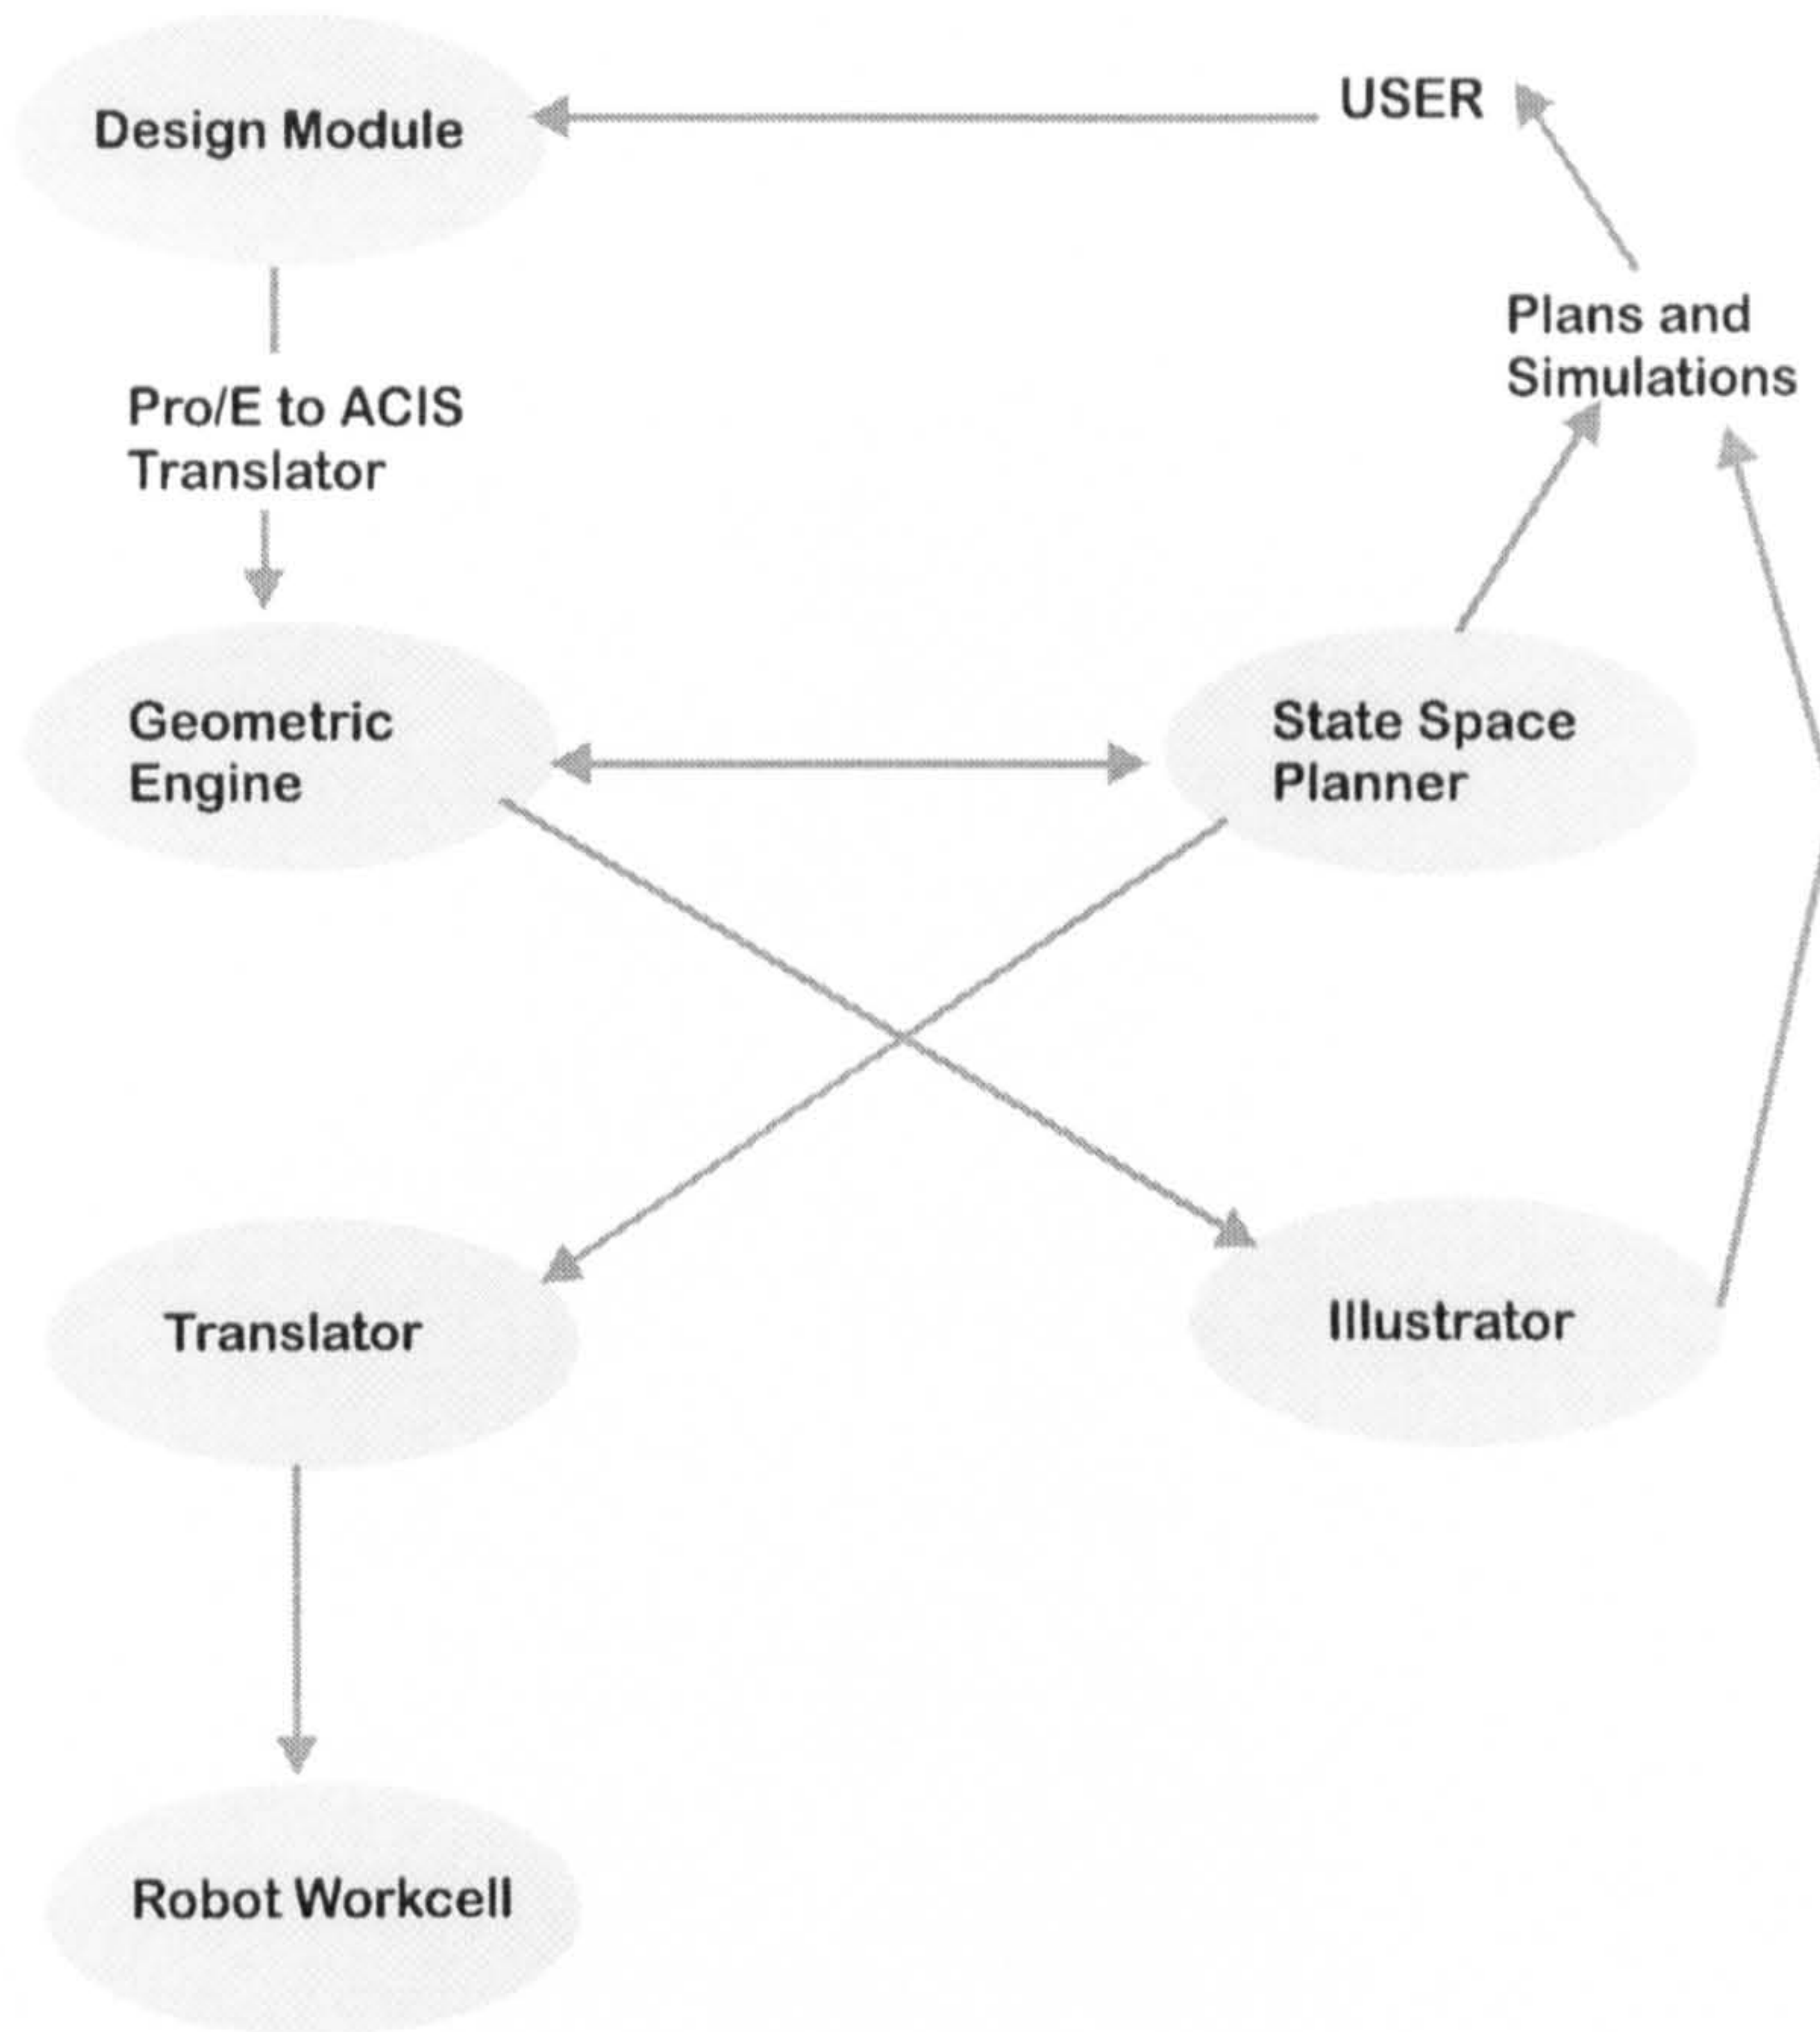 Design Module
USER
Plans and
Simulations
Pro/E to ACIS
Translator
Geometric
Engine
State Space
Planner
Translator
Illustrator
Robot Workcell